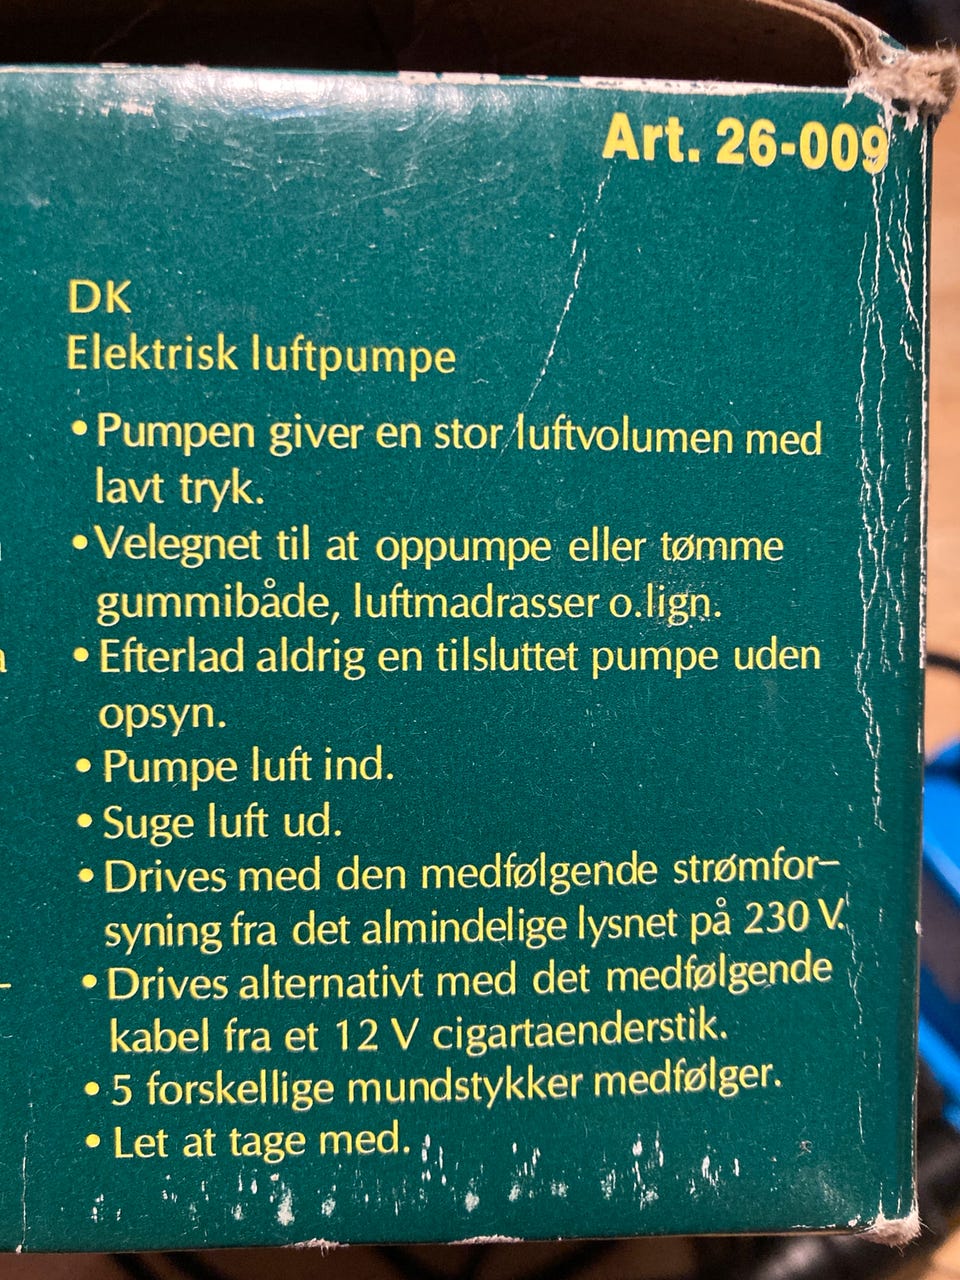 Art. 26-009
DK
Elektrisk luftpumpe
• Pumpen giver en stor luftvolumen med
lavt tryk.
• Velegnet til at oppumpe eller tømme
gummibåde, luftmadrasser o.lign.
• Efterlad aldrig en tilsluttet pumpe uden
opsyn.
• Pumpe luft ind.
• Suge luft ud.
• Drives med den medfølgende strømfor-
syning fra det almindelige lysnet på 230 V.
• Drives alternativt med det medfølgende
kabel fra et 12 V cigartaenderstik.
• 5 forskellige mundstykker medfølger.
• Let at tage med.